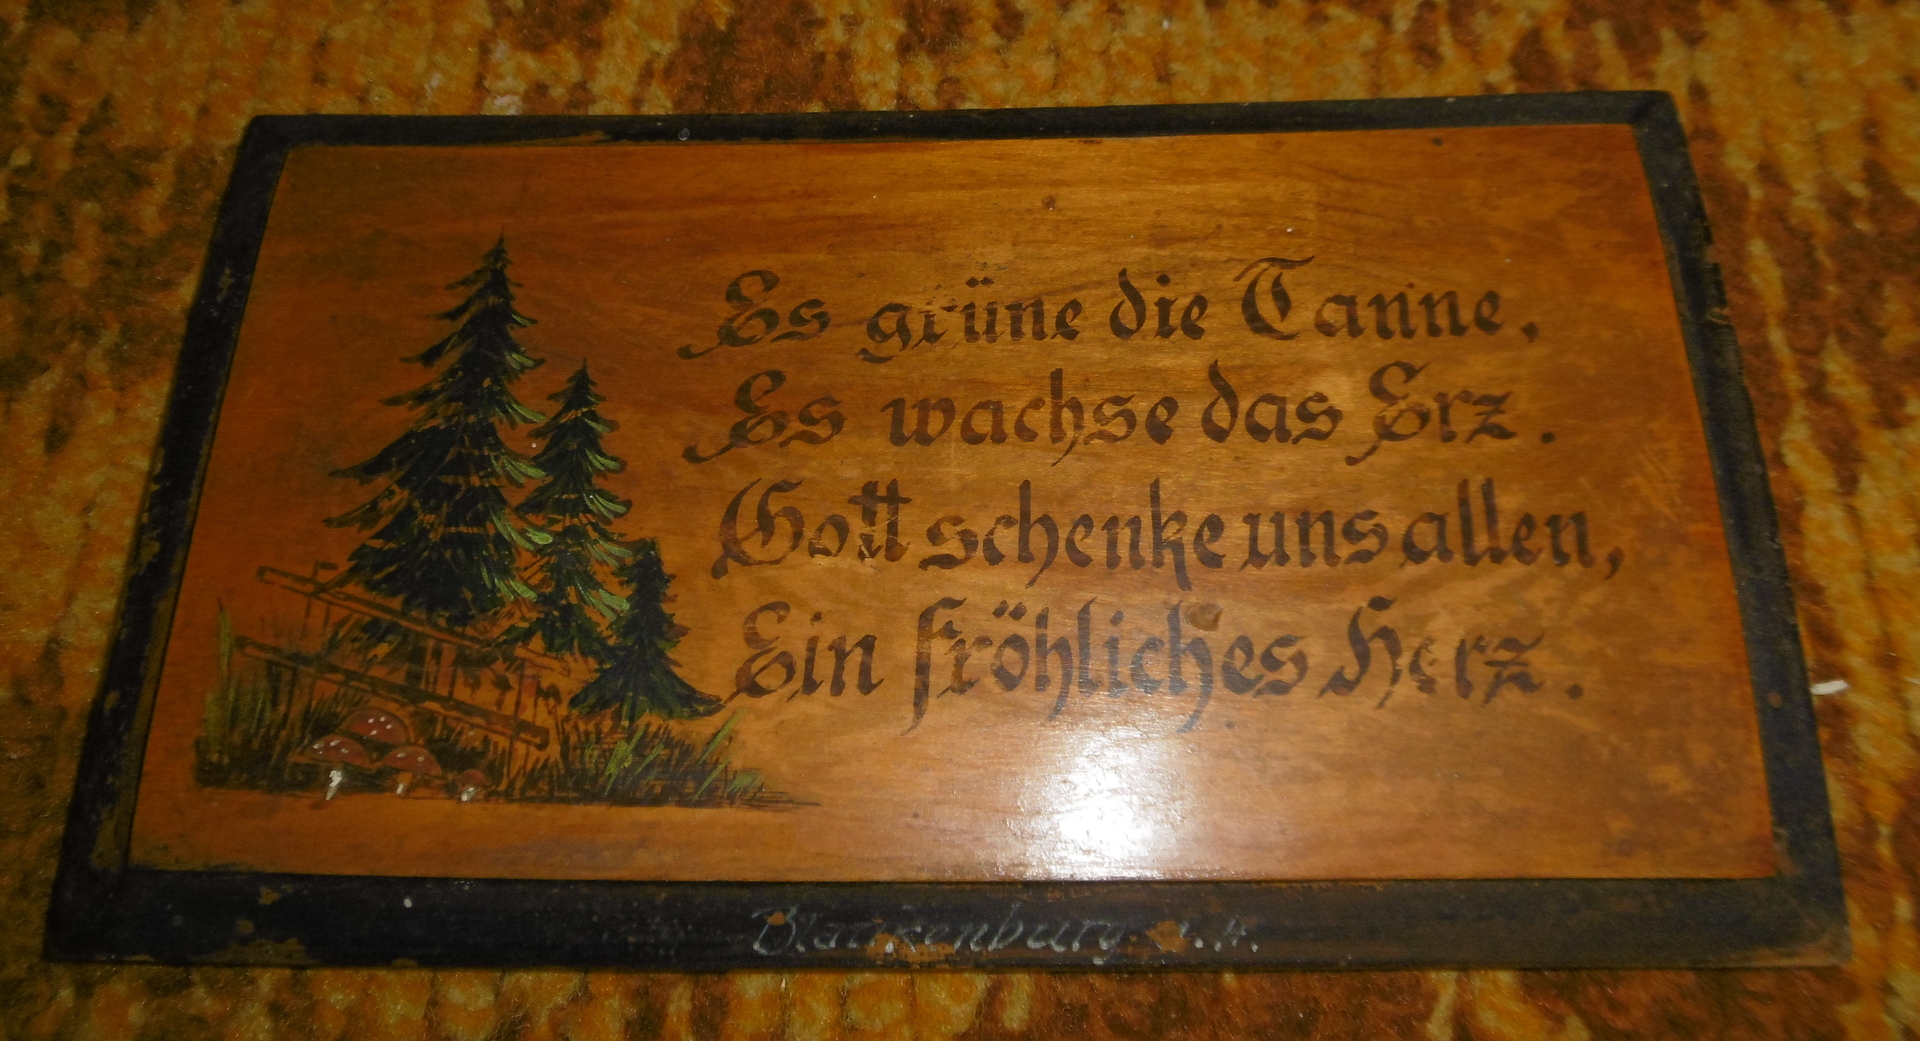 Es grüne die Tanne,
Es wachse das Erz.
Gott schenke uns allen,
Ein fröhliches Herz.
Blankenburg a. H.